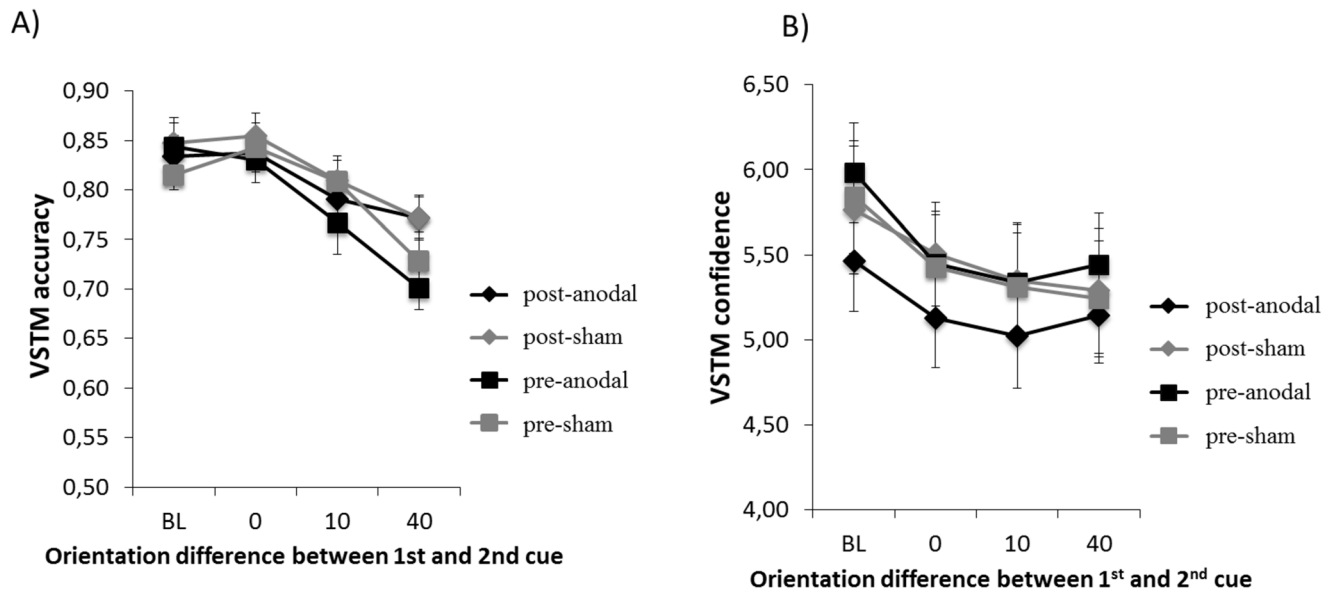 A)
VSTM accuracy
0,90
0,85
0,80
0,75
0,70
0,65
0,60
0,55
0,50
BL 0 10 40
Orientation difference between 1st and 2nd cue
post-anodal
post-sham
pre-anodal
pre-sham
B)
VSTM confidence
6,50
6,00
5,50
5,00
4,50
4,00
BL 0 10 40
Orientation difference between 1st and 2nd cue
post-anodal
post-sham
pre-anodal
pre-sham